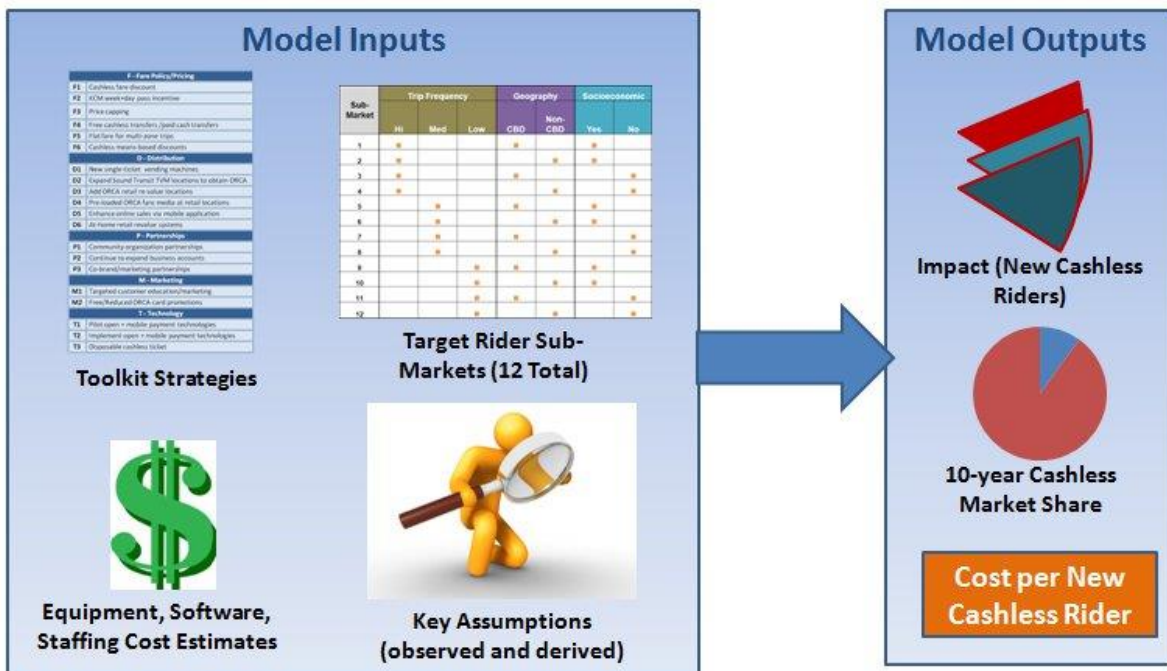 Model Inputs
F - Fare Policy/Pricing
F1 Cashless fare discount
F2 KCM week+day pass incentive
F3 Price capping
F4 Free cashless transfers /paid cash transfers
F5 Flat fare for multi-zone trips
F6 Cashless means-based discounts
D - Distribution
D1 New single-ticket vending machines
D2 Expand Sound Transit TVM locations to obtain ORCA
D3 Add ORCA retail re-value locations
D4 Pre-loaded ORCA fare media at retail locations
D5 Enhance online sales via mobile application
D6 At-home retail revalue systems
P - Partnerships
P1 Community organization partnerships
P2 Continue to expand business accounts
P3 Co-brand/marketing partnerships
M - Marketing
M1 Targeted customer education/marketing
M2 Free/Reduced ORCA card promotions
T - Technology
T1 Pilot open + mobile payment technologies
T2 Implement open + mobile payment technologies
T3 Disposable cashless ticket
Toolkit Strategies
Sub-
Market
Trip Frequency Geography Socioeconomic
Hi Med Low CBD Non-
CBD Yes No
1
2
3
4
5
6
7
8
9
10
11
12
Target Rider Sub-
Markets (12 Total)
Equipment, Software,
Staffing Cost Estimates
Key Assumptions
(observed and derived)
Model Outputs
Impact (New Cashless
Riders)
10-year Cashless
Market Share
Cost per New
Cashless Rider